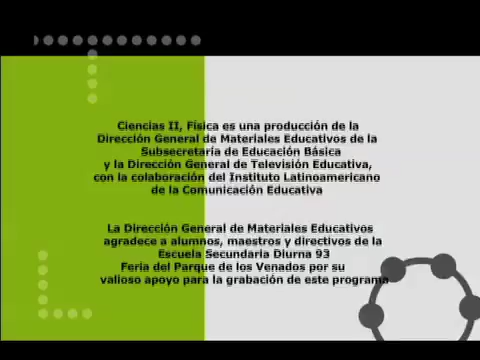 Ciencias II, Física es una producción de la
Dirección General de Materiales Educativos de la
Subsecretaría de Educación Básica
y la Dirección General de Televisión Educativa,
con la colaboración del Instituto Latinoamericano
de la Comunicación Educativa
La Dirección General de Materiales Educativos
agradece a alumnos, maestros y directivos de la
Escuela Secundaria Diurna 93
Feria del Parque de los Venados por su
valioso apoyo para la grabación de este programa